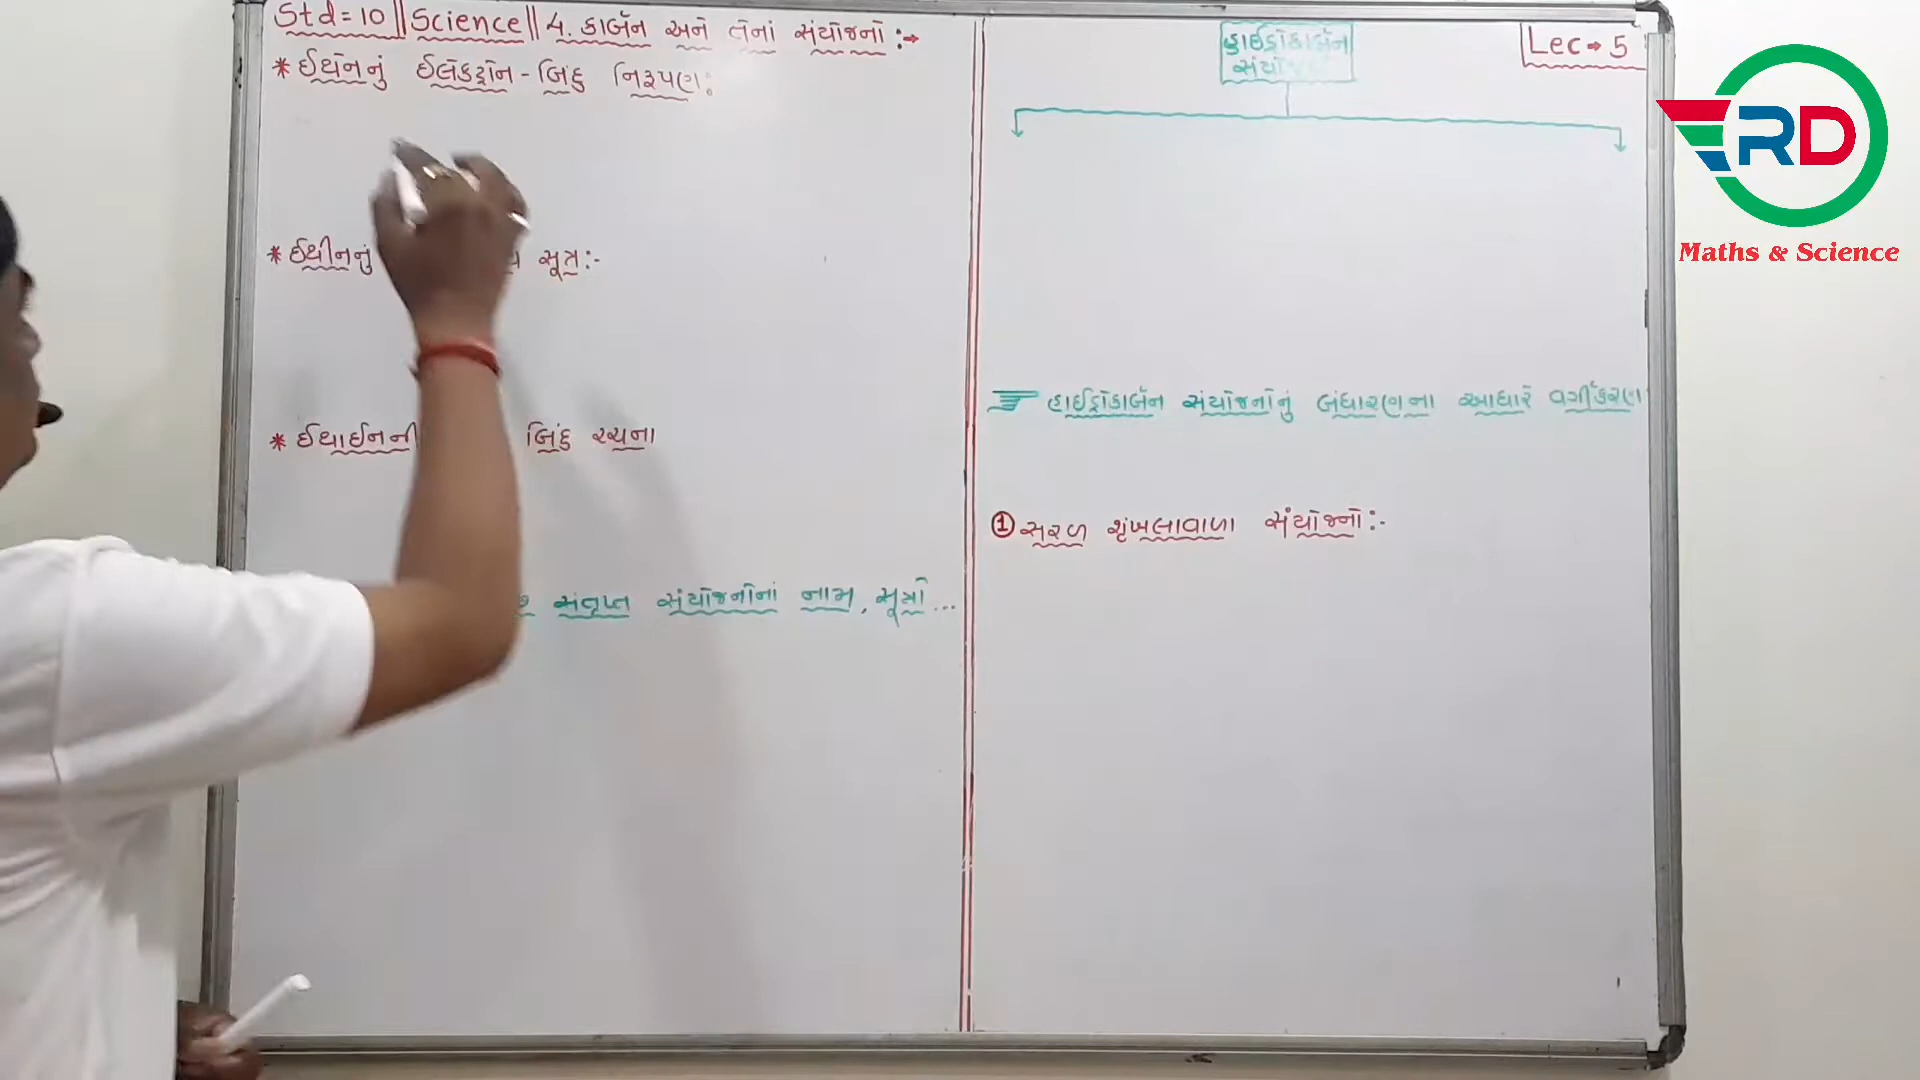 Std = 10 || Science || 4. કાર્બન અને તેનાં સંયોજનો :→
* ઈથેનનું ઈલેક્ટ્રોન - બિંદુ નિરૂપણ :
* ઈથીનનું સૂત્ર :-
* ઈથાઈનની બિંદુ રચના
સંતૃપ્ત સંયોજનોનાં નામ, સૂત્રો ...
હાઈડ્રોકાર્બન
સંયોજનો
Lec → 5
હાઈડ્રોકાર્બન સંયોજનોનું બંધારણના આધારે વર્ગીકરણ
① સરળ શૃંખલાવાળા સંયોજનો :-
RD
Maths & Science